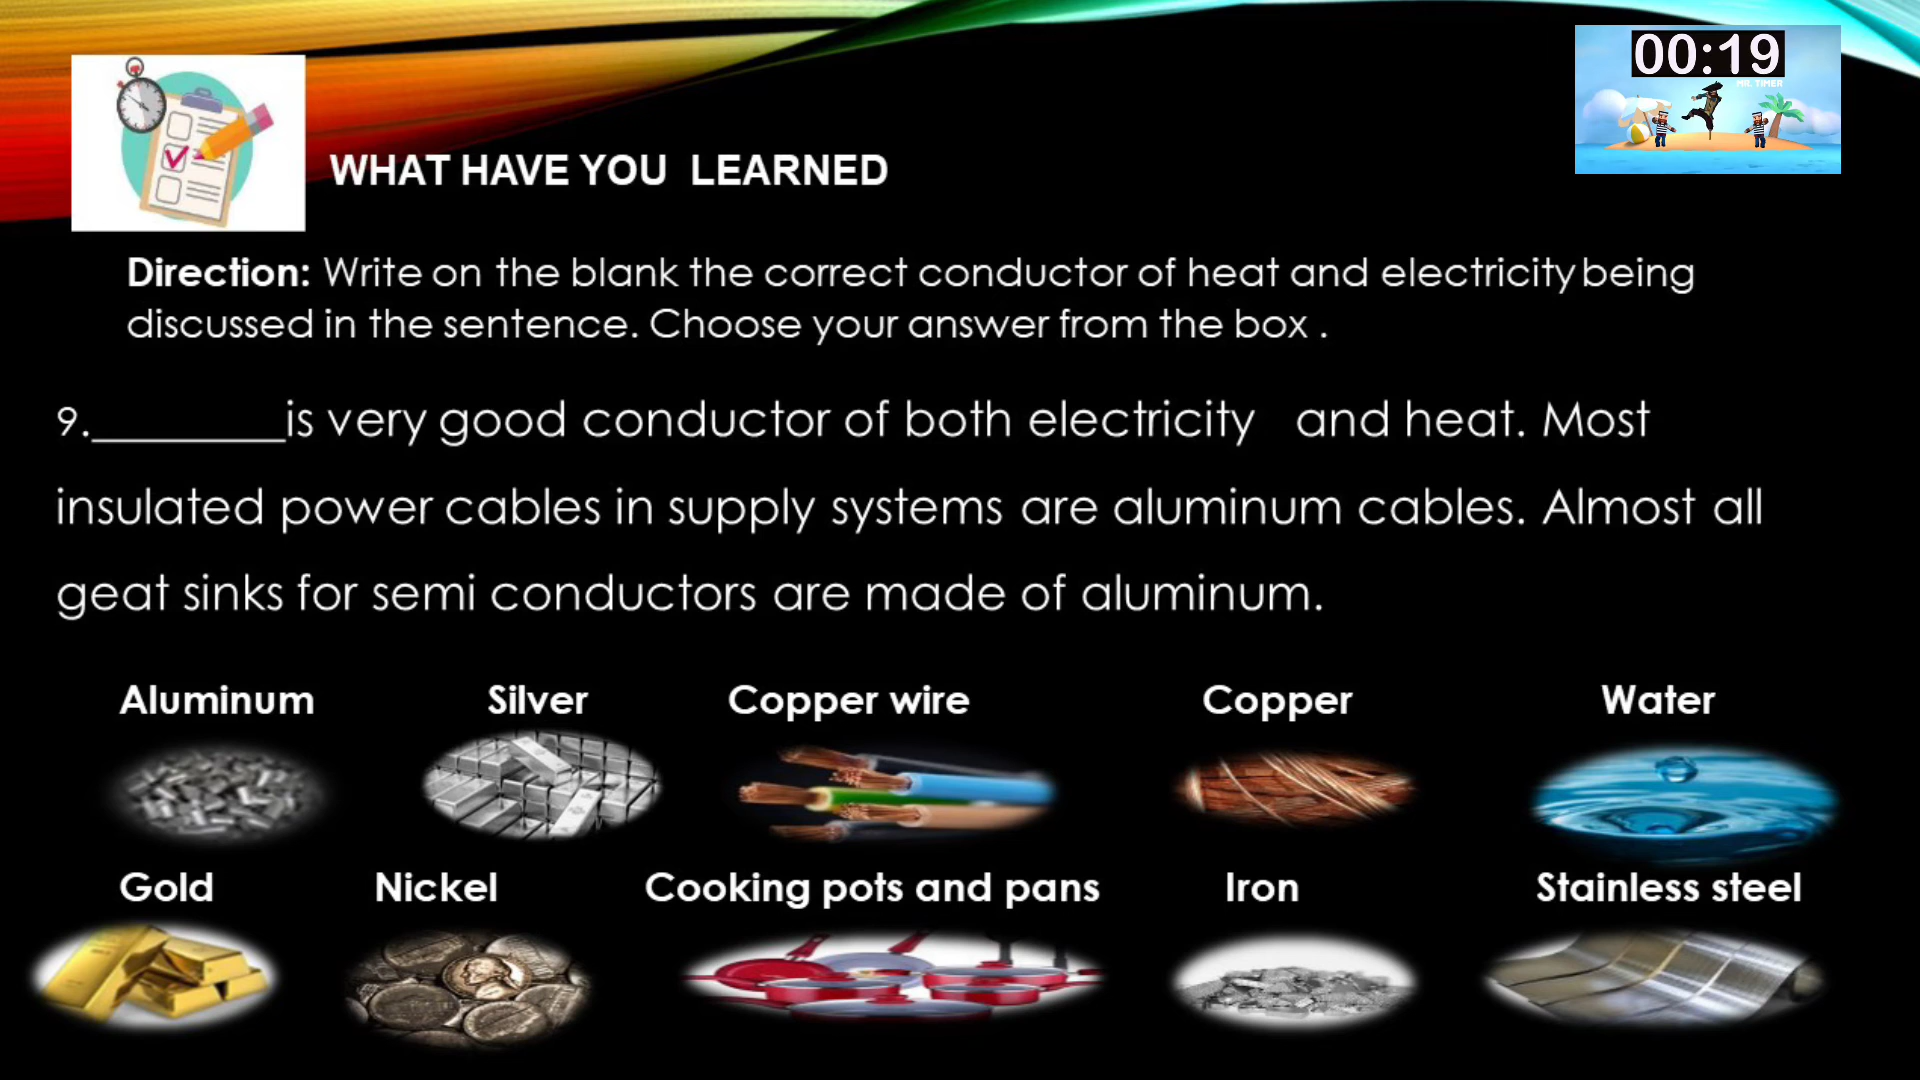 00:19
MR. TIMER
WHAT HAVE YOU LEARNED
Direction: Write on the blank the correct conductor of heat and electricity being
discussed in the sentence. Choose your answer from the box .
9.________is very good conductor of both electricity and heat. Most
insulated power cables in supply systems are aluminum cables. Almost all
geat sinks for semi conductors are made of aluminum.
Aluminum Silver Copper wire Copper Water
Gold Nickel Cooking pots and pans Iron Stainless steel